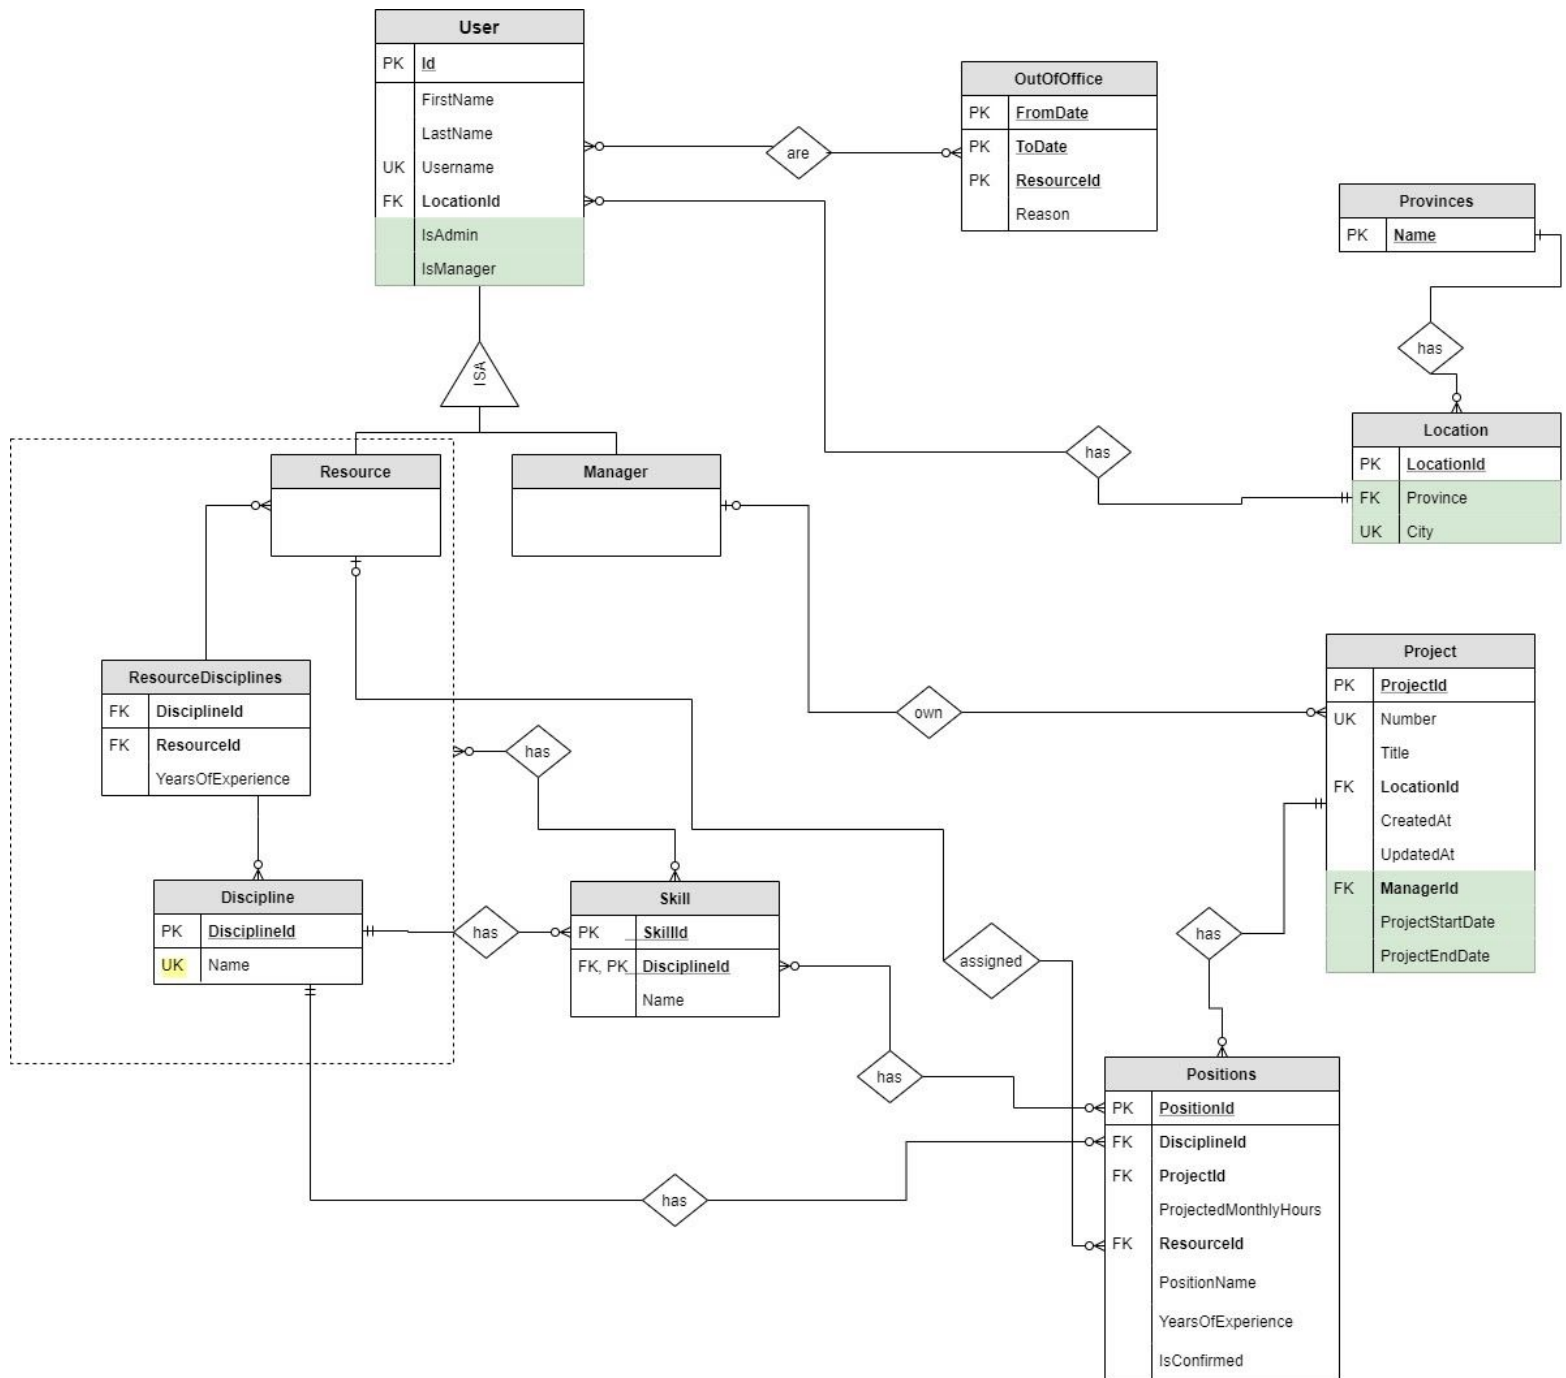 User
PK Id
FirstName
LastName
UK Username
FK LocationId
IsAdmin
IsManager
are
OutOfOffice
PK FromDate
PK ToDate
PK ResourceId
Reason
Provinces
PK Name
has
Location
PK LocationId
FK Province
UK City
has
ISA
Resource
Manager
ResourceDisciplines
FK DisciplineId
FK ResourceId
YearsOfExperience
has
own
Project
PK ProjectId
UK Number
Title
FK LocationId
CreatedAt
UpdatedAt
FK ManagerId
ProjectStartDate
ProjectEndDate
Discipline
PK DisciplineId
UK Name
has
Skill
PK SkillId
FK, PK DisciplineId
Name
assigned
has
has
has
Positions
PK PositionId
FK DisciplineId
FK ProjectId
ProjectedMonthlyHours
FK ResourceId
PositionName
YearsOfExperience
IsConfirmed